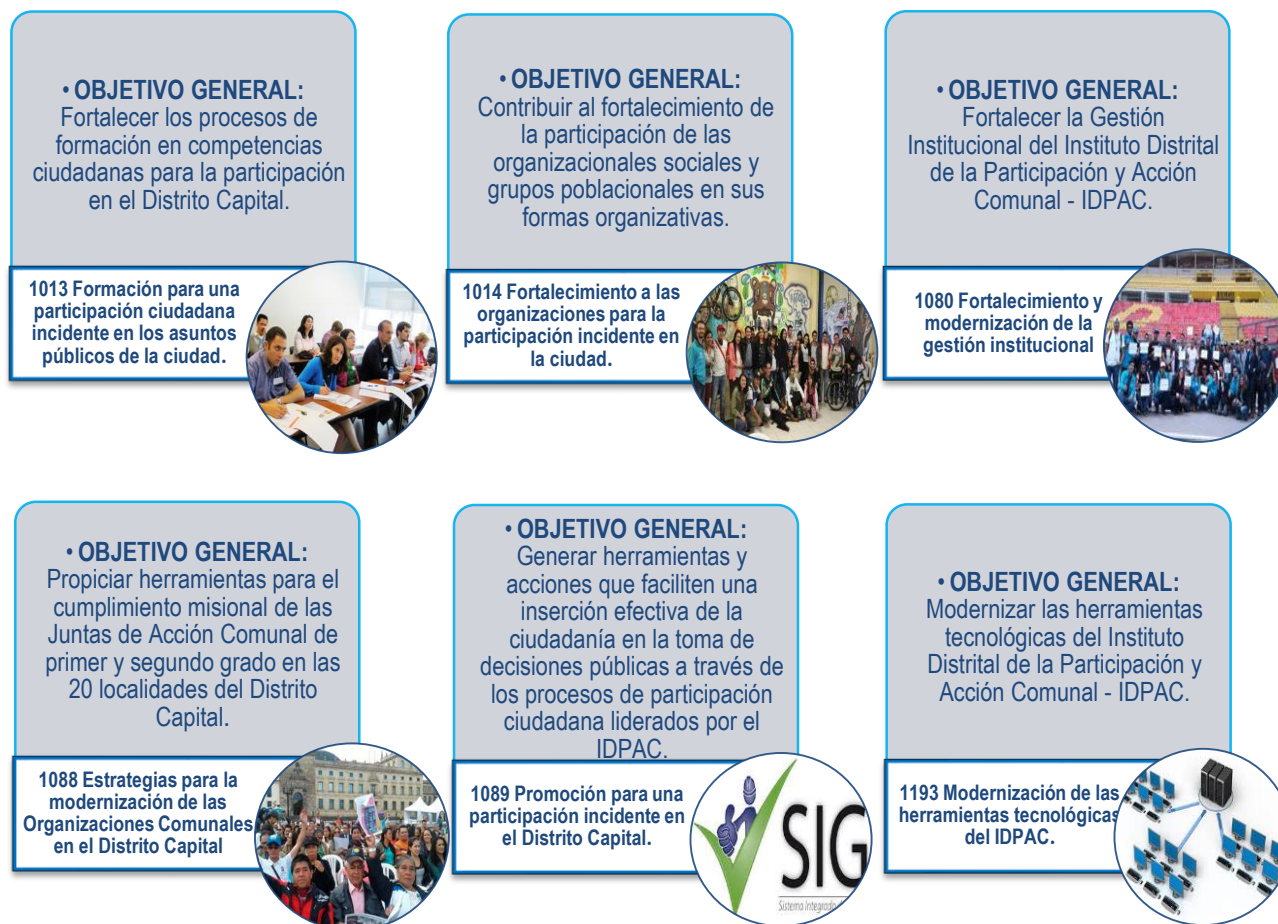 • OBJETIVO GENERAL:
Fortalecer los procesos de
formación en competencias
ciudadanas para la participación
en el Distrito Capital.
1013 Formación para una
participación ciudadana
incidente en los asuntos
públicos de la ciudad.
• OBJETIVO GENERAL:
Contribuir al fortalecimiento de
la participación de las
organizacionales sociales y
grupos poblacionales en sus
formas organizativas.
1014 Fortalecimiento a las
organizaciones para la
participación incidente en
la ciudad.
• OBJETIVO GENERAL:
Fortalecer la Gestión
Institucional del Instituto Distrital
de la Participación y Acción
Comunal - IDPAC.
1080 Fortalecimiento y
modernización de la
gestión institucional
• OBJETIVO GENERAL:
Propiciar herramientas para el
cumplimiento misional de las
Juntas de Acción Comunal de
primer y segundo grado en las
20 localidades del Distrito
Capital.
1088 Estrategias para la
modernización de las
Organizaciones Comunales
en el Distrito Capital
• OBJETIVO GENERAL:
Generar herramientas y
acciones que faciliten una
inserción efectiva de la
ciudadanía en la toma de
decisiones públicas a través de
los procesos de participación
ciudadana liderados por el
IDPAC.
1089 Promoción para una
participación incidente en
el Distrito Capital.
SIG
Sistema Integrado
• OBJETIVO GENERAL:
Modernizar las herramientas
tecnológicas del Instituto
Distrital de la Participación y
Acción Comunal - IDPAC.
1193 Modernización de las
herramientas tecnológicas
del IDPAC.